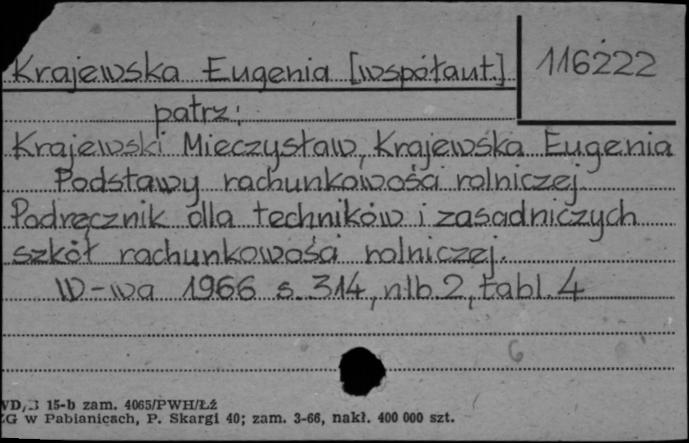 Krajewska Eugenia [współaut.]
116222
patrz:
Krajewski Mieczysław, Krajewska Eugenia
Podstawy rachunkowości rolniczej
Podręcznik dla techników i zasadniczych
szkół rachunkowości rolniczej.
W-wa 1966 s. 314, nlb. 2, tabl. 4
6
15-b zam. 4065/PWH/Łź
w Pabianicach, P. Skargi 40; zam. 3-66, nakł. 400 000 szt.